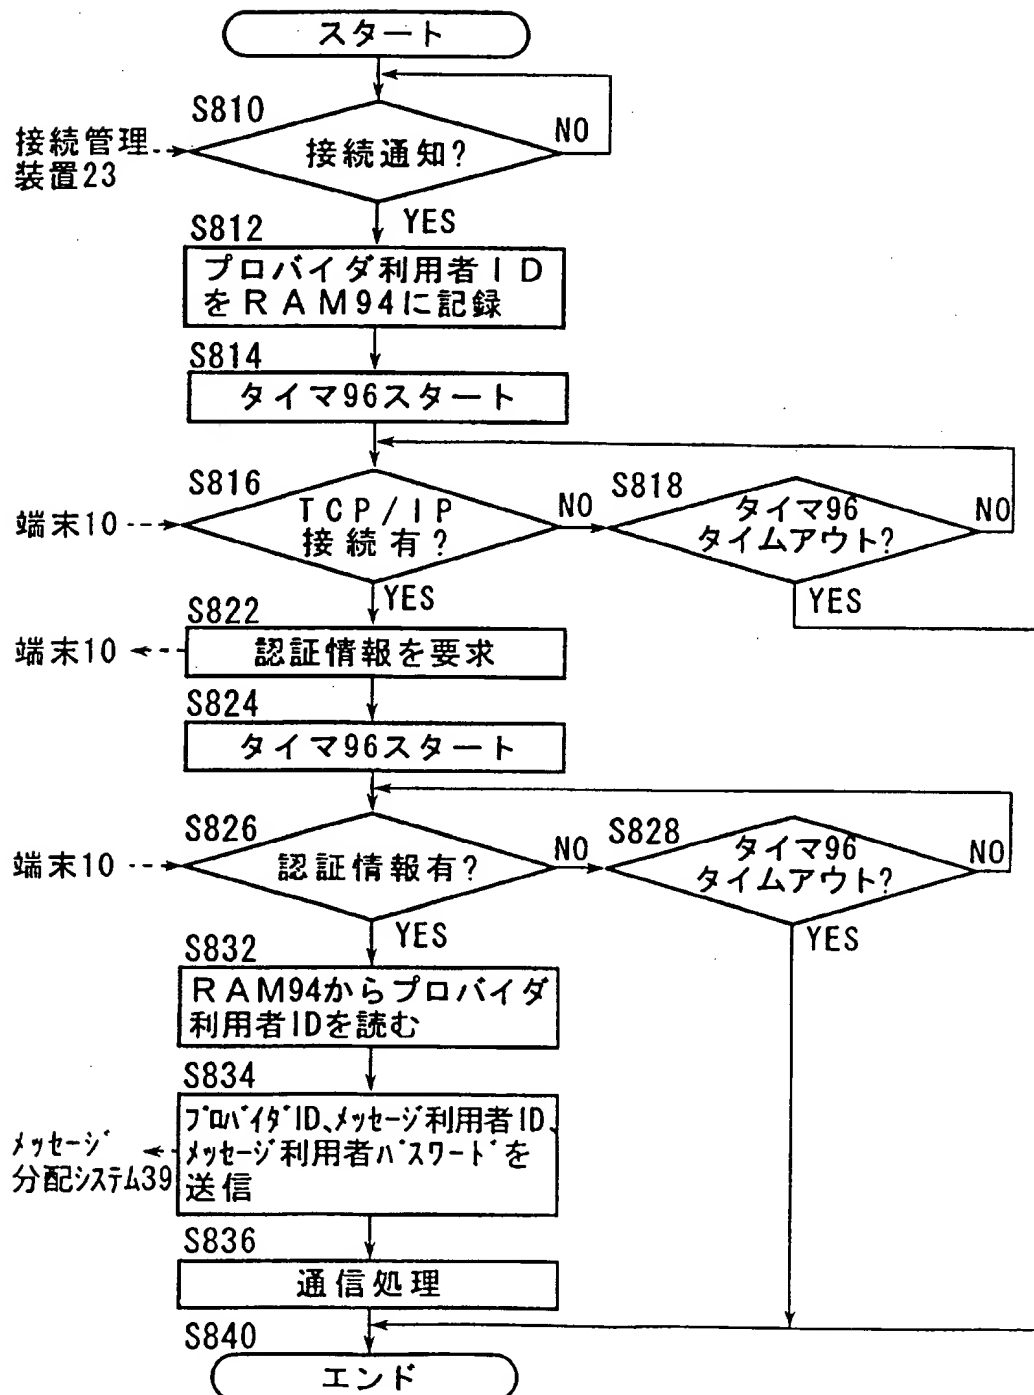 スタート
S810
接続管理
装置23
接続通知?
NO
YES
S812
プロバイダ利用者ID
をRAM94に記録
S814
タイマ96スタート
S816
端末10
TCP/IP
接続有?
NO
S818
タイマ96
タイムアウト?
NO
YES
YES
S822
端末10
認証情報を要求
S824
タイマ96スタート
S826
端末10
認証情報有?
NO
S828
タイマ96
タイムアウト?
NO
YES
YES
S832
RAM94からプロバイダ
利用者IDを読む
S834
プロバイダID、メッセージ利用者ID、
メッセージ利用者パスワードを
送信
メッセージ
分配システム39
S836
通信処理
S840
エンド